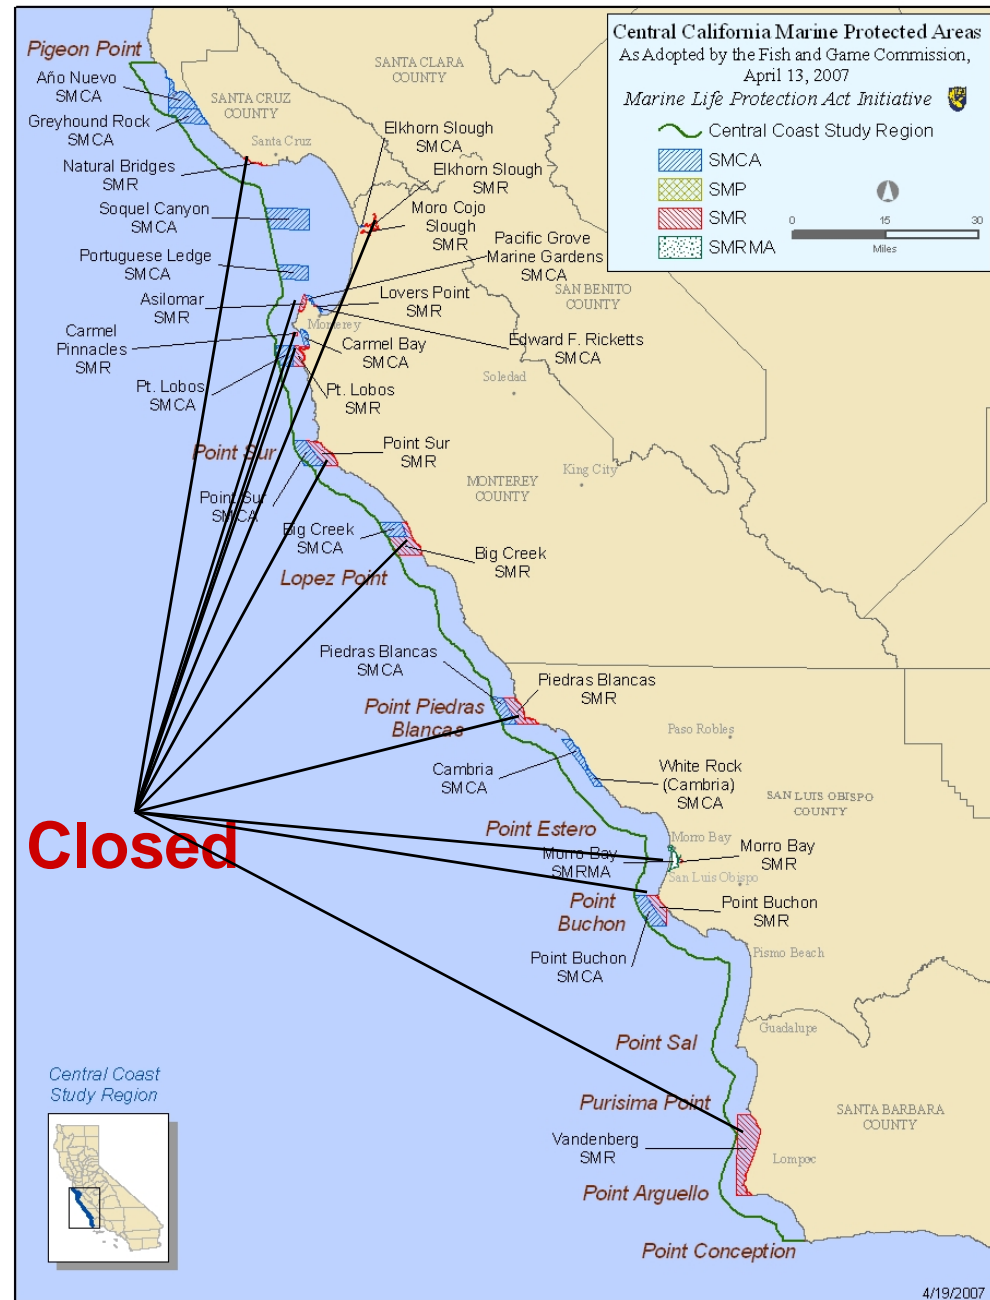 Central California Marine Protected Areas
As Adopted by the Fish and Game Commission,
April 13, 2007
Marine Life Protection Act Initiative
Central Coast Study Region
SMCA
SMP
SMR
SMRMA
0 15 30
Miles
Pigeon Point
Año Nuevo
SMCA
SANTA CLARA
COUNTY
SANTA CRUZ
COUNTY
Greyhound Rock
SMCA
Santa Cruz
Elkhorn Slough
SMCA
Natural Bridges
SMR
Elkhorn Slough
SMR
Soquel Canyon
SMCA
Moro Cojo
Slough
SMR
Pacific Grove
Marine Gardens
SMCA
Portuguese Ledge
SMCA
SAN BENITO
COUNTY
Asilomar
SMR
Lovers Point
SMR
Monterey
Carmel
Pinnacles
SMR
Carmel Bay
SMCA
Edward F. Ricketts
SMCA
Soledad
Pt. Lobos
SMCA
Pt. Lobos
SMR
Point Sur
Point Sur
SMR
King City
MONTEREY
COUNTY
Point Sur
SMCA
Big Creek
SMCA
Big Creek
SMR
Lopez Point
Piedras Blancas
SMCA
Piedras Blancas
SMR
Point Piedras
Blancas
Paso Robles
Cambria
SMCA
White Rock
(Cambria)
SMCA
SAN LUIS OBISPO
COUNTY
Closed
Point Estero
Morro Bay
Morro Bay
SMRMA
Morro Bay
SMR
San Luis Obispo
Point
Buchon
Point Buchon
SMR
Point Buchon
SMCA
Pismo Beach
Guadalupe
Point Sal
Central Coast
Study Region
Purisima Point
SANTA BARBARA
COUNTY
Vandenberg
SMR
Lompoc
Point Arguello
Point Conception
4/19/2007